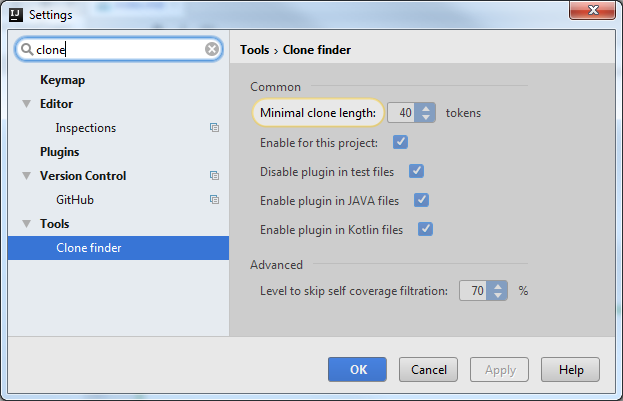 IJ Settings
clone
Keymap
Editor
Inspections
Plugins
Version Control
GitHub
Tools
Clone finder
Tools › Clone finder
Common
Minimal clone length: 40 tokens
Enable for this project:
Disable plugin in test files
Enable plugin in JAVA files
Enable plugin in Kotlin files
Advanced
Level to skip self coverage filtration: 70 %
OK Cancel Apply Help